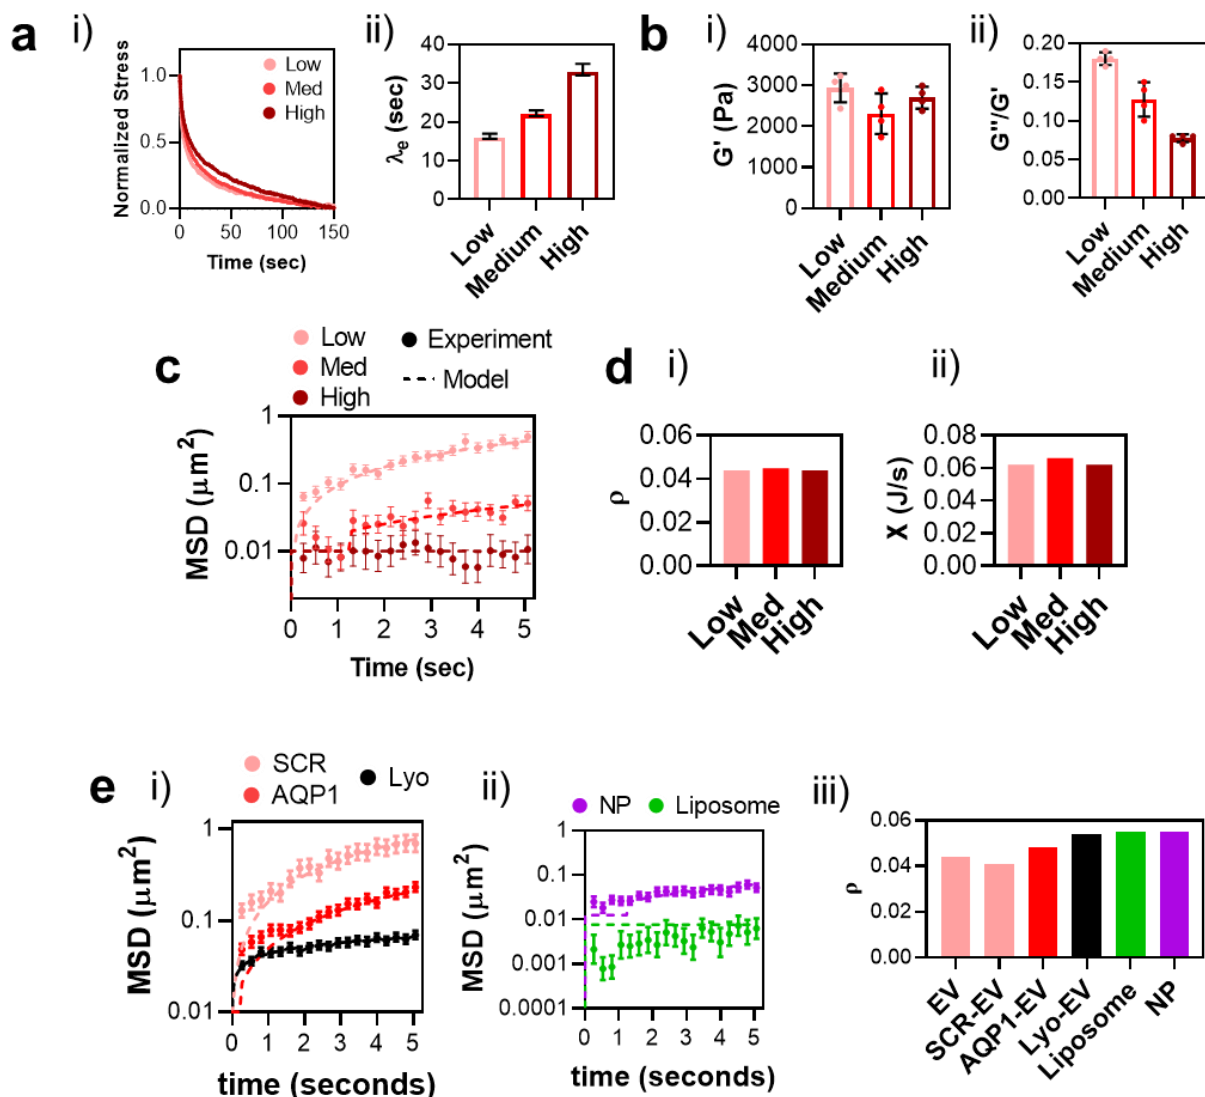 a
i)
Normalized Stress
1.0
0.5
0.0
Low
Med
High
0 50 100 150
Time (sec)
ii)
λe (sec)
40
30
20
10
0
Low
Medium
High
b
i)
G' (Pa)
4000
3000
2000
1000
0
Low
Medium
High
ii)
G''/G'
0.20
0.15
0.10
0.05
0.00
Low
Medium
High
c
Low
Med
High
Experiment
Model
MSD (μm²)
1
0.1
0.01
0 1 2 3 4 5
Time (sec)
d
i)
ρ
0.06
0.04
0.02
0.00
Low
Med
High
ii)
X (J/s)
0.08
0.06
0.04
0.02
0.00
Low
Med
High
e
i)
SCR
AQP1
Lyo
MSD (μm²)
1
0.1
0.01
0 1 2 3 4 5
time (seconds)
ii)
NP
Liposome
MSD (μm²)
1
0.1
0.01
0.001
0.0001
0 1 2 3 4 5
time (seconds)
iii)
ρ
0.06
0.04
0.02
0.00
EV
SCR-EV
AQP1-EV
Lyo-EV
Liposome
NP